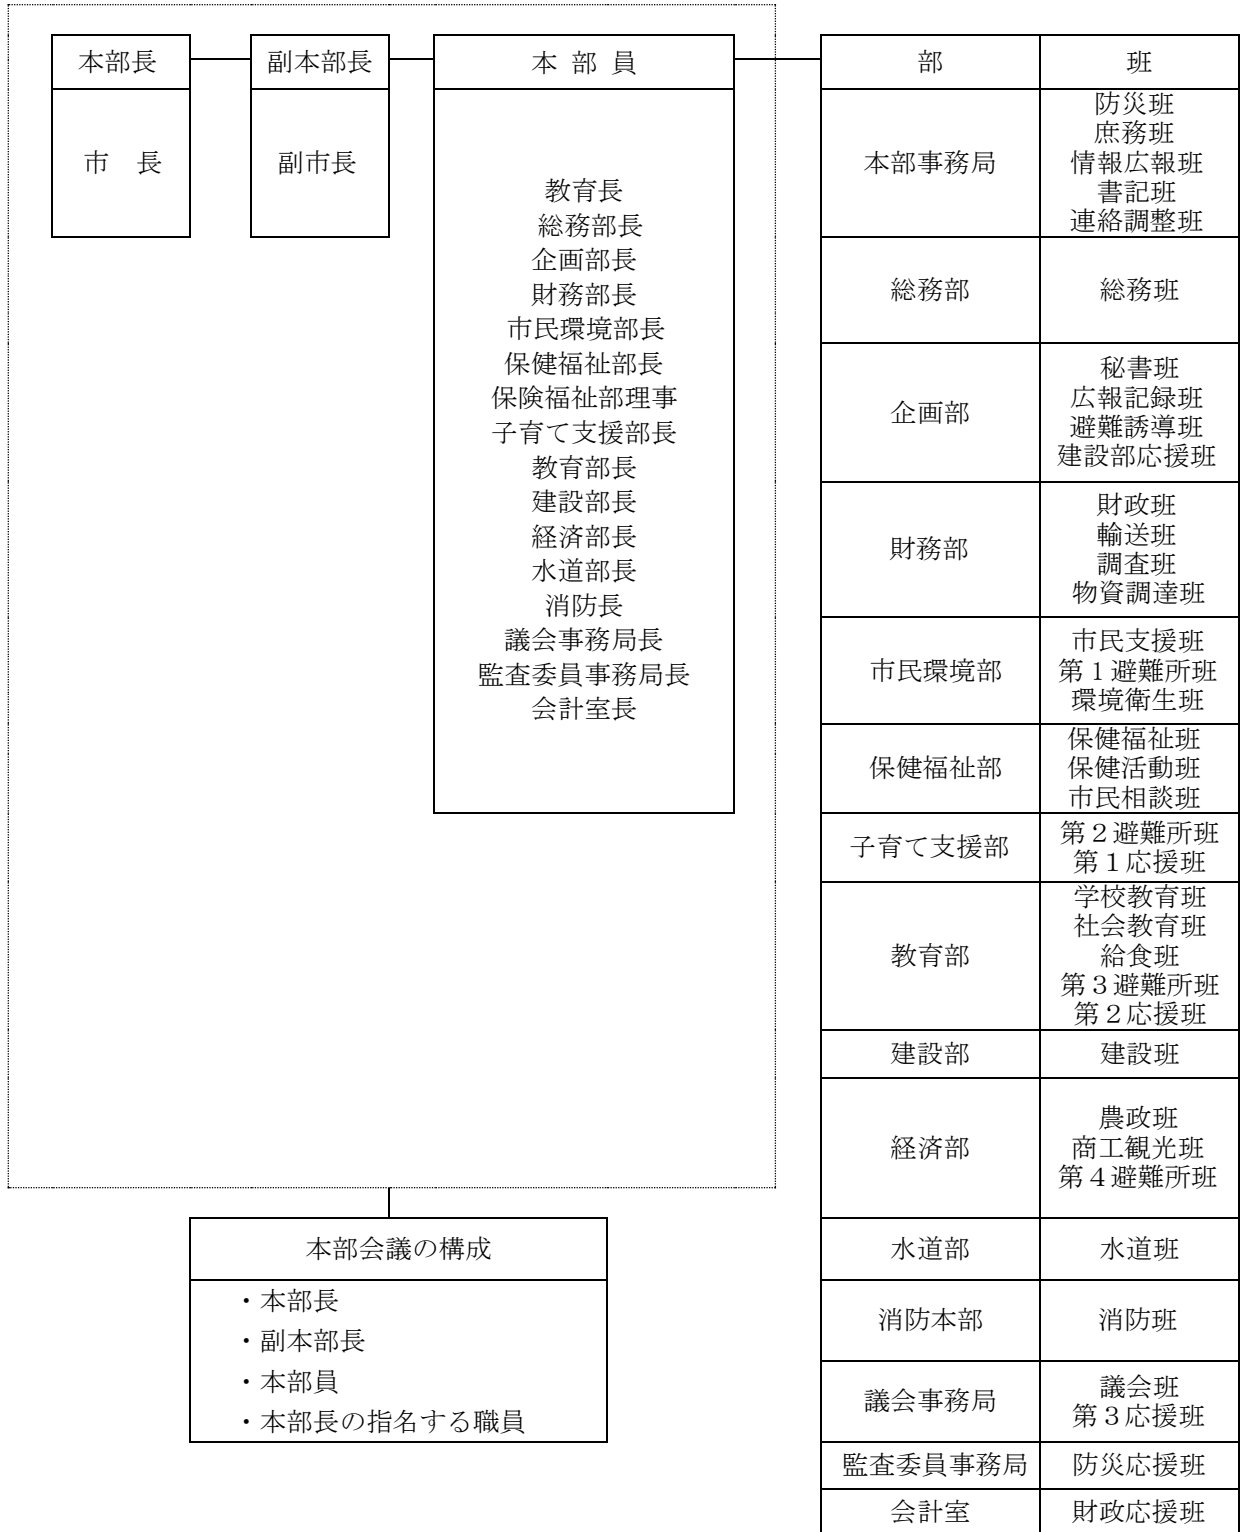 本部長
副本部長
本 部 員
市　長
副市長
教育長
総務部長
企画部長
財務部長
市民環境部長
保健福祉部長
保険福祉部理事
子育て支援部長
教育部長
建設部長
経済部長
水道部長
消防長
議会事務局長
監査委員事務局長
会計室長
部
班
本部事務局
防災班
庶務班
情報広報班
書記班
連絡調整班
総務部
総務班
企画部
秘書班
広報記録班
避難誘導班
建設部応援班
財務部
財政班
輸送班
調査班
物資調達班
市民環境部
市民支援班
第１避難所班
環境衛生班
保健福祉部
保健福祉班
保健活動班
市民相談班
子育て支援部
第２避難所班
第１応援班
教育部
学校教育班
社会教育班
給食班
第３避難所班
第２応援班
建設部
建設班
経済部
農政班
商工観光班
第４避難所班
水道部
水道班
消防本部
消防班
議会事務局
議会班
第３応援班
監査委員事務局
防災応援班
会計室
財政応援班
本部会議の構成
・本部長
・副本部長
・本部員
・本部長の指名する職員